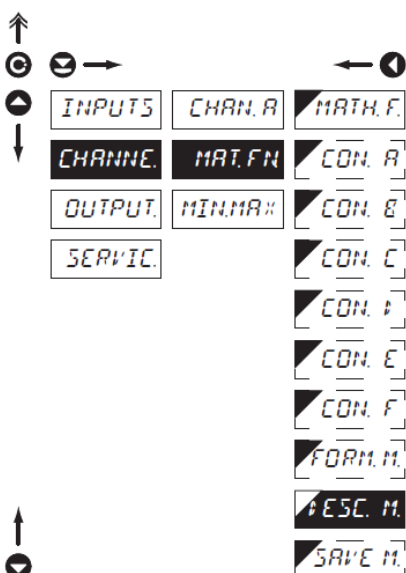 INPUTS CHAN. A MATH. F.
CHANNE. MAT. FN CON. A
OUTPUT. MIN.MAX CON. B
SERVIC. CON. C
CON. D
CON. E
CON. F
FORM. M.
DESC. M.
SAVE M.